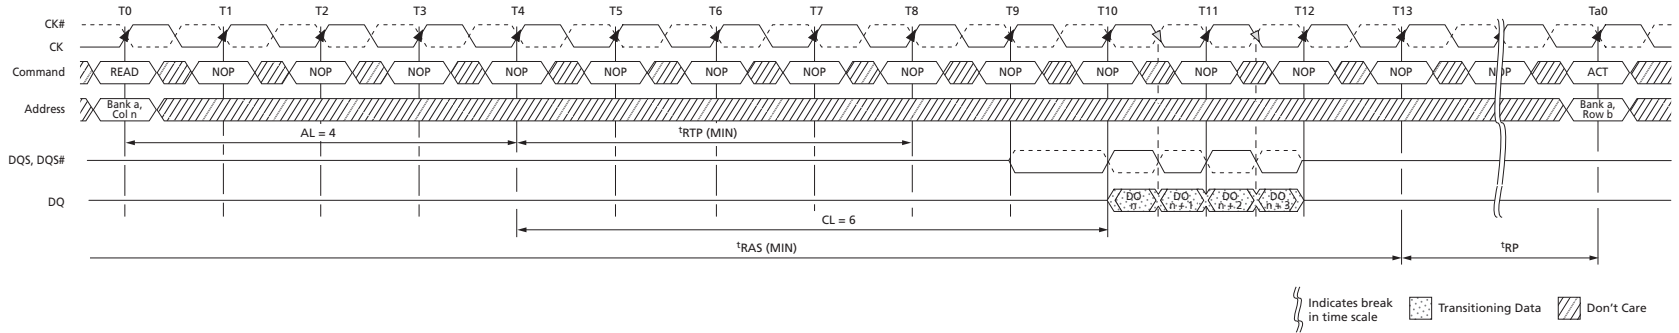 T0 T1 T2 T3 T4 T5 T6 T7 T8 T9 T10 T11 T12 T13 Ta0
CK#
CK
Command READ NOP NOP NOP NOP NOP NOP NOP NOP NOP NOP NOP NOP NOP NOP ACT
Address Bank a, Col n Bank a, Row b
AL = 4 tRTP (MIN)
DQS, DQS#
DQ DO n DO n + 1 DO n + 2 DO n + 3
CL = 6
tRAS (MIN) tRP
Indicates break in time scale Transitioning Data Don't Care